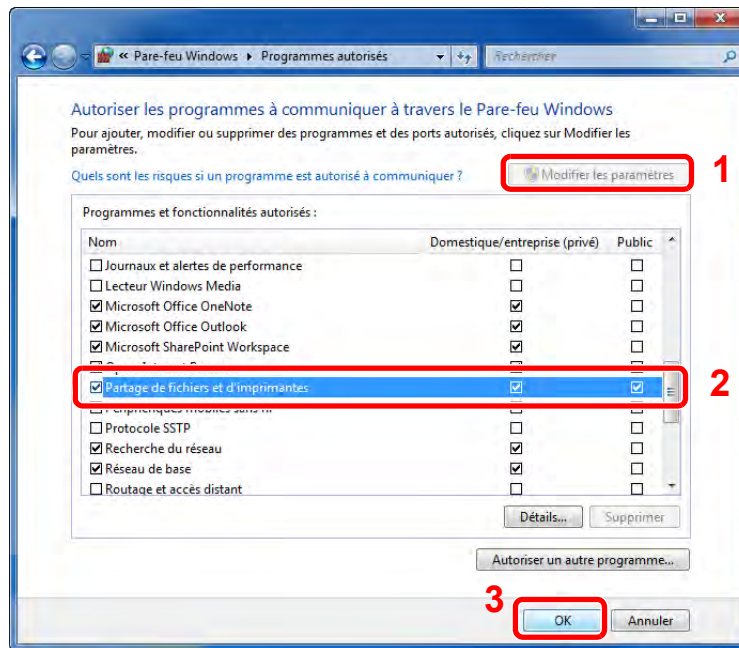 « Pare-feu Windows ▸ Programmes autorisés
Rechercher
Autoriser les programmes à communiquer à travers le Pare-feu Windows
Pour ajouter, modifier ou supprimer des programmes et des ports autorisés, cliquez sur Modifier les
paramètres.
Quels sont les risques si un programme est autorisé à communiquer ?
Modifier les paramètres
1
Programmes et fonctionnalités autorisés :
Nom Domestique/entreprise (privé) Public
Journaux et alertes de performance
Lecteur Windows Media
Microsoft Office OneNote
Microsoft Office Outlook
Microsoft SharePoint Workspace
Partage de fichiers et d'imprimantes
2
Protocole SSTP
Recherche du réseau
Réseau de base
Routage et accès distant
Détails... Supprimer
Autoriser un autre programme...
3
OK Annuler